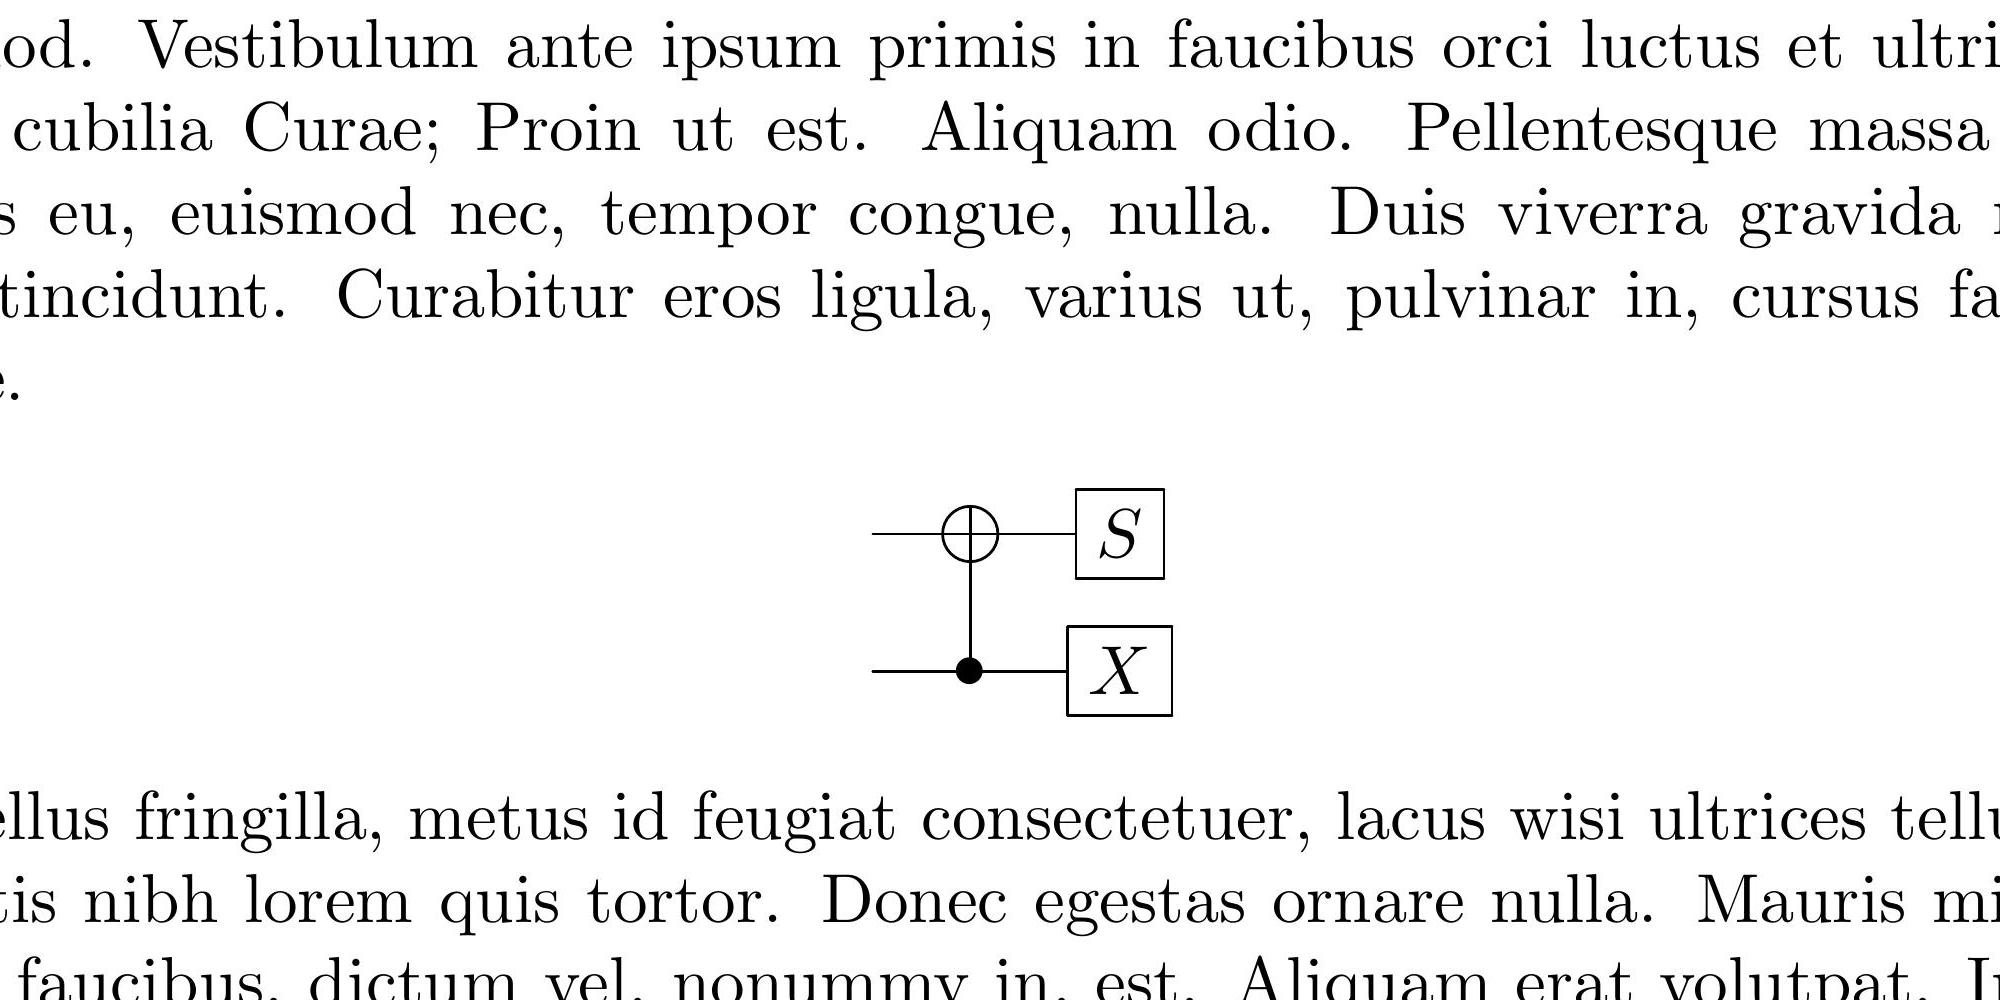 od. Vestibulum ante ipsum primis in faucibus orci luctus et ultri
cubilia Curae; Proin ut est. Aliquam odio. Pellentesque massa
s eu, euismod nec, tempor congue, nulla. Duis viverra gravida
tincidunt. Curabitur eros ligula, varius ut, pulvinar in, cursus fa
e.
S
X
ellus fringilla, metus id feugiat consectetuer, lacus wisi ultrices tellu
tis nibh lorem quis tortor. Donec egestas ornare nulla. Mauris mi
faucibus, dictum vel, nonummy in, est. Aliquam erat volutpat. In